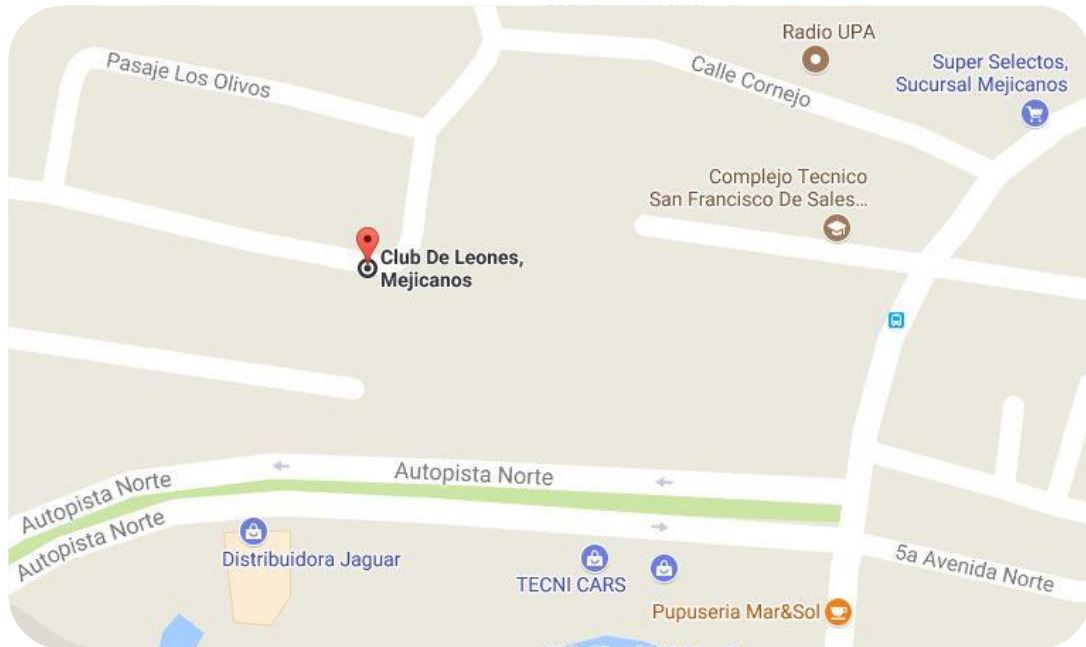 Radio UPA
Calle Cornejo
Super Selectos,
Sucursal Mejicanos
Pasaje Los Olivos
Complejo Tecnico
San Francisco De Sales...
Club De Leones,
Mejicanos
Autopista Norte
Autopista Norte
Autopista Norte
Distribuidora Jaguar
TECNI CARS
5a Avenida Norte
Pupuseria Mar&Sol